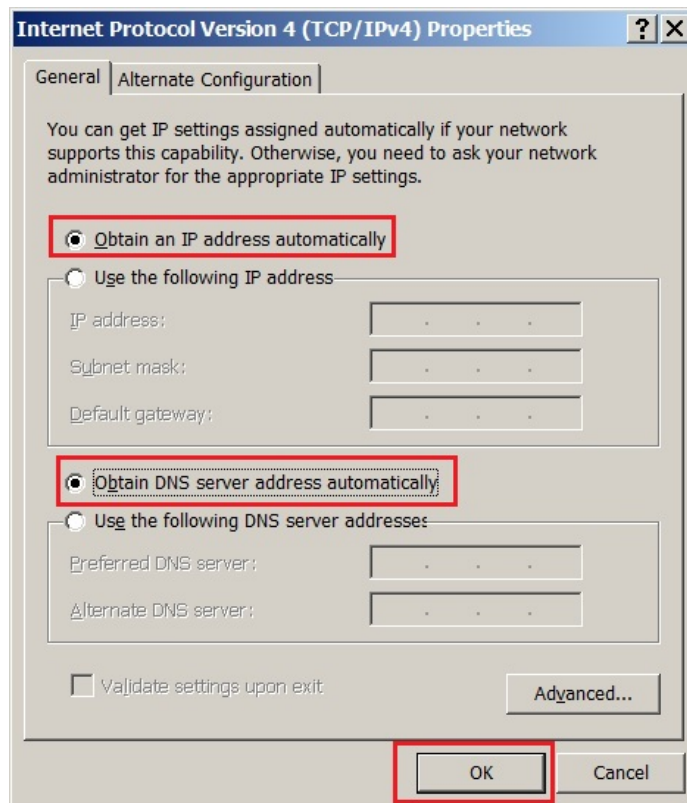 Internet Protocol Version 4 (TCP/IPv4) Properties
General
Alternate Configuration
You can get IP settings assigned automatically if your network
supports this capability. Otherwise, you need to ask your network
administrator for the appropriate IP settings.
Obtain an IP address automatically
Use the following IP address
IP address:
Subnet mask:
Default gateway:
Obtain DNS server address automatically
Use the following DNS server addresses
Preferred DNS server:
Alternate DNS server:
Validate settings upon exit
Advanced...
OK
Cancel